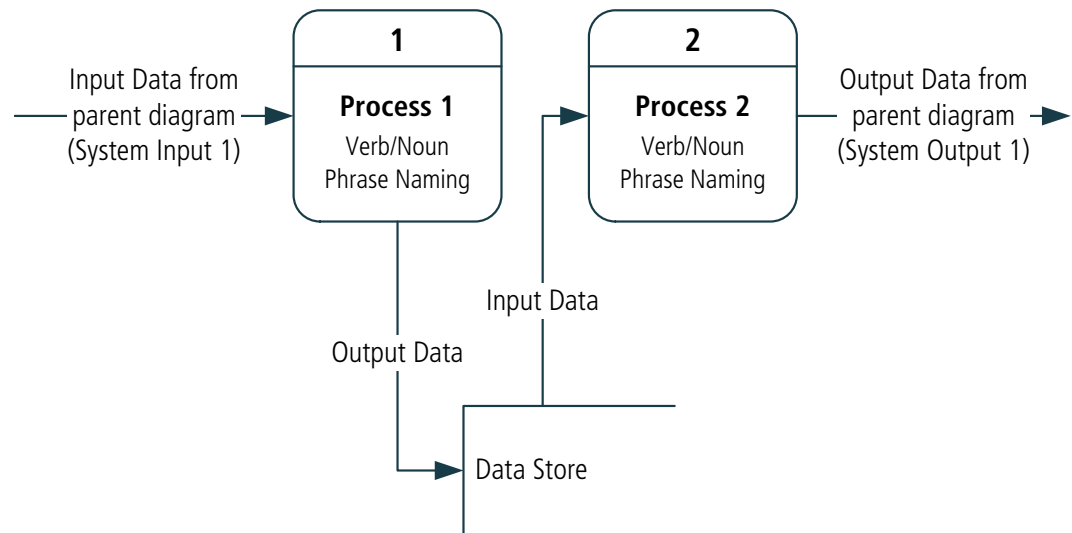 Input Data from
parent diagram
(System Input 1)
1
Process 1
Verb/Noun
Phrase Naming
2
Process 2
Verb/Noun
Phrase Naming
Output Data from
parent diagram
(System Output 1)
Input Data
Output Data
Data Store